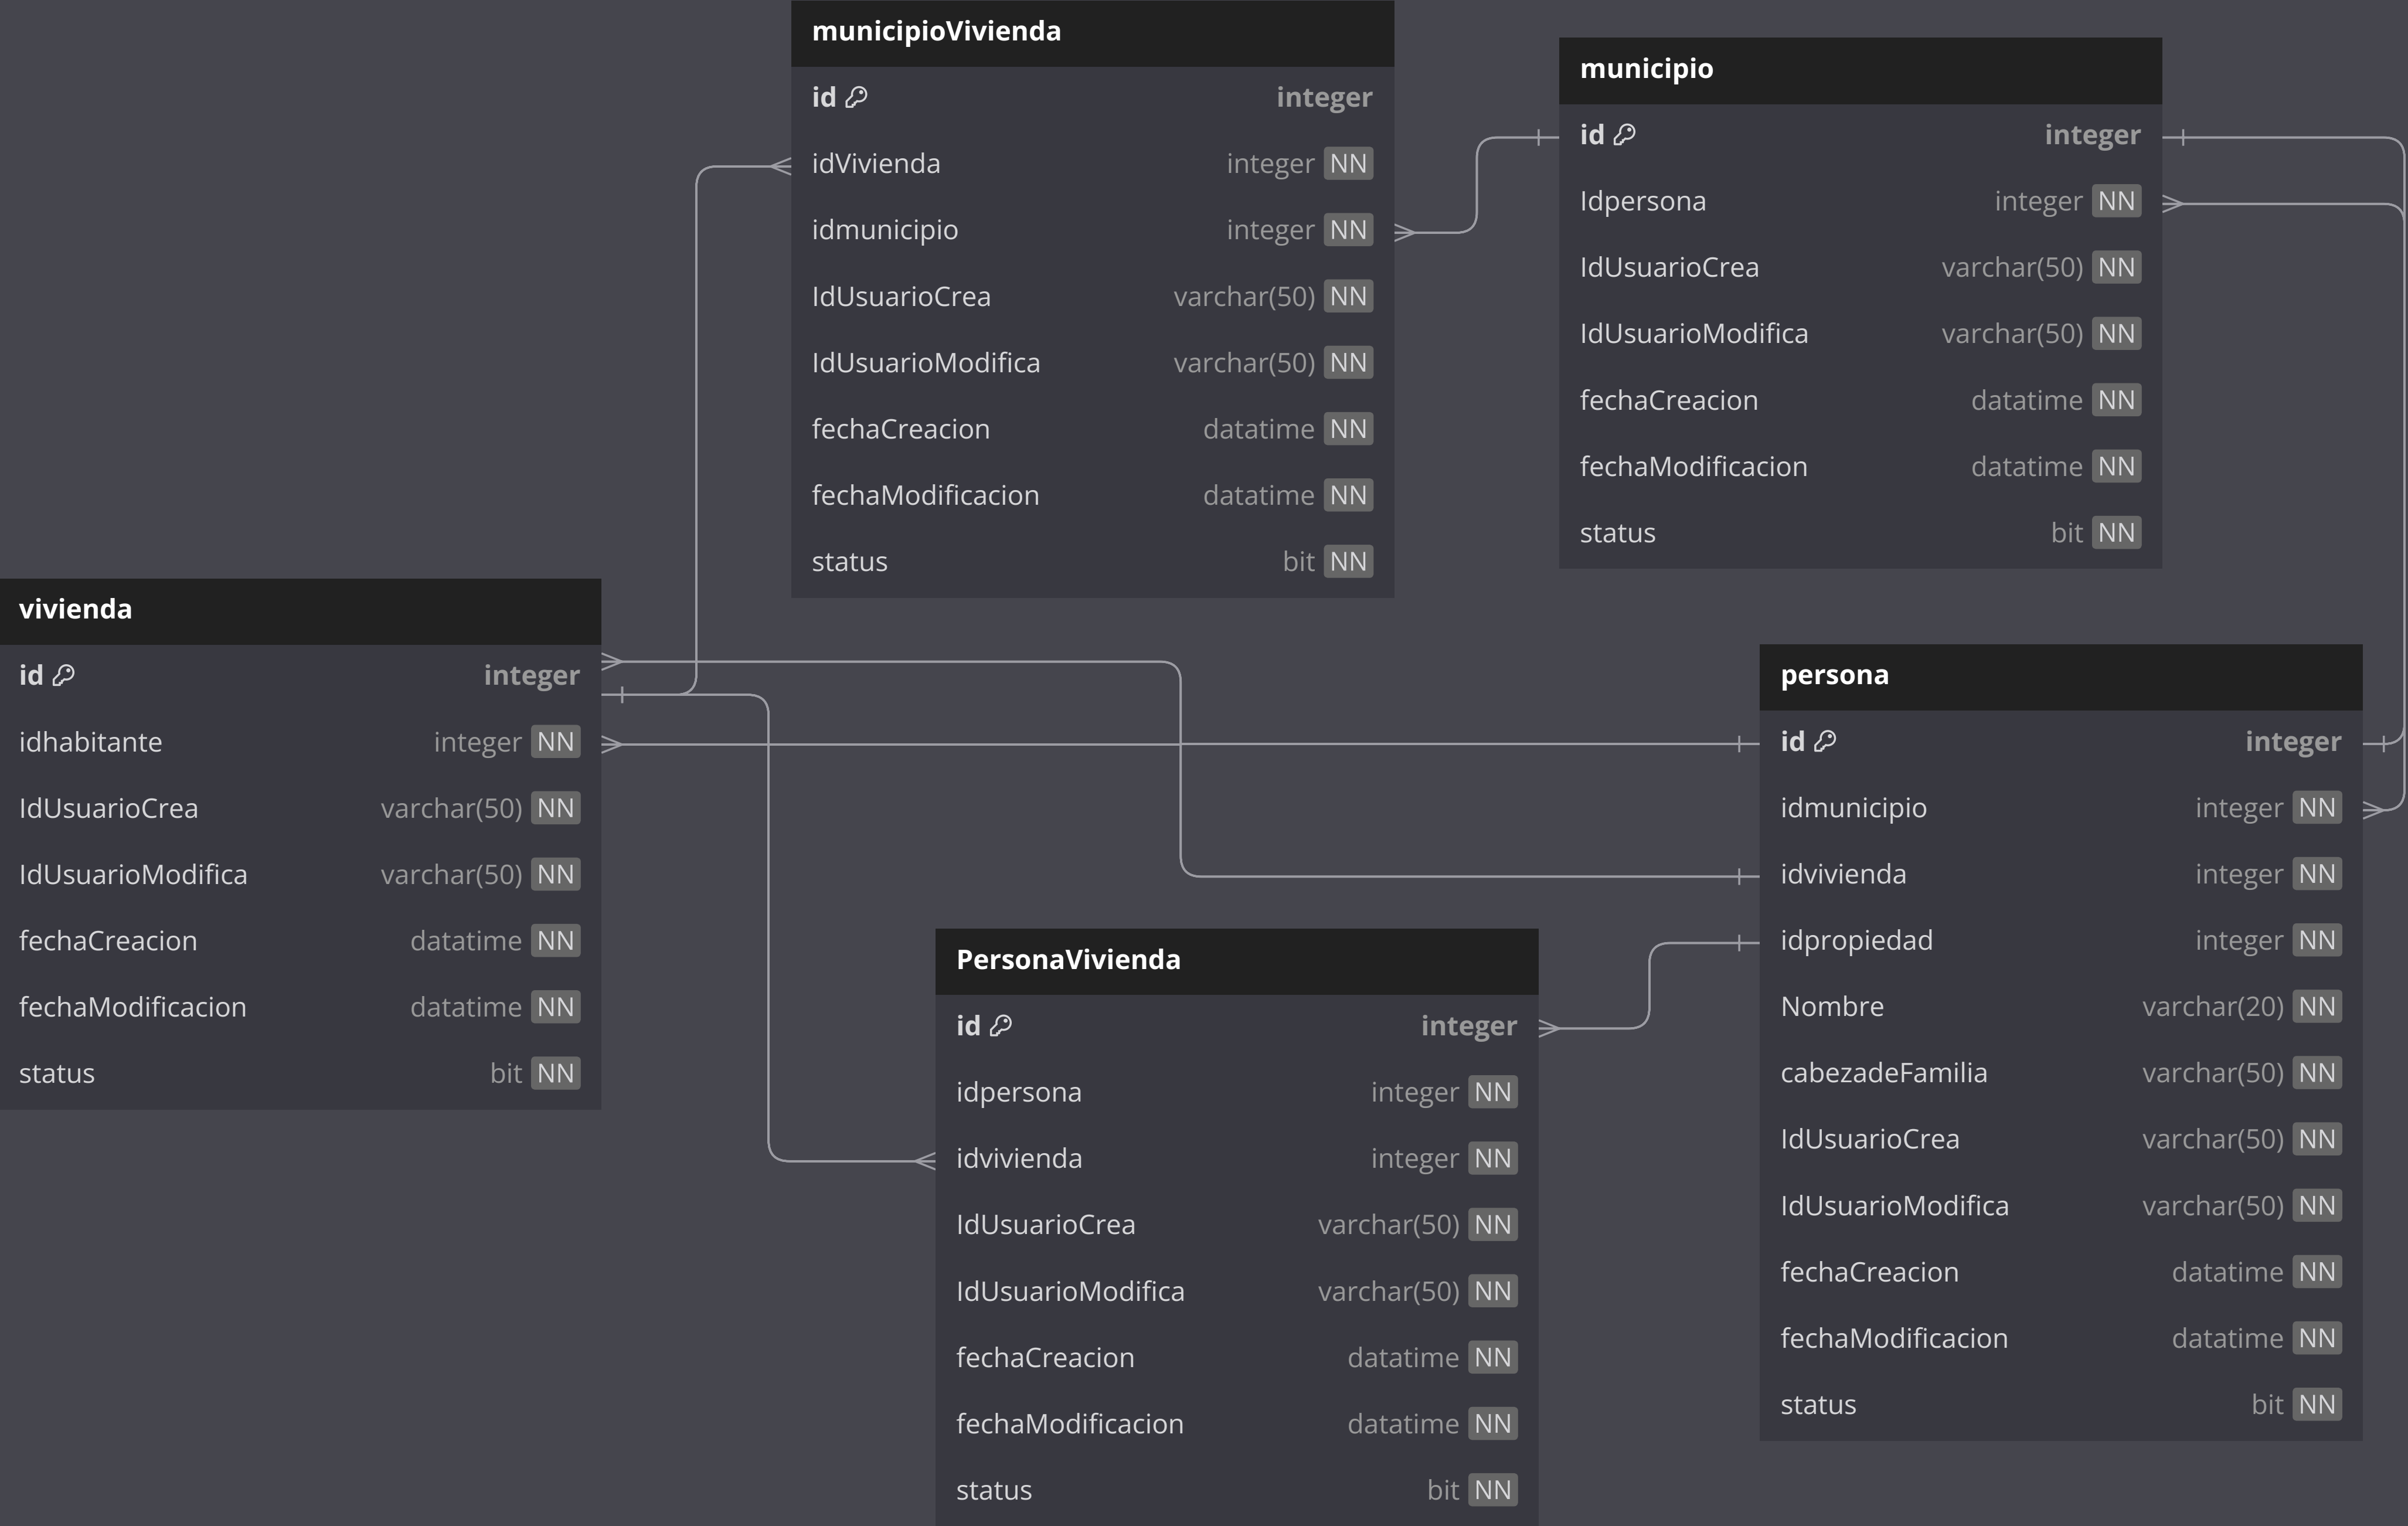 municipioVivienda
id integer
idVivienda integer NN
idmunicipio integer NN
IdUsuarioCrea varchar(50) NN
IdUsuarioModifica varchar(50) NN
fechaCreacion datatime NN
fechaModificacion datatime NN
status bit NN
municipio
id integer
Idpersona integer NN
IdUsuarioCrea varchar(50) NN
IdUsuarioModifica varchar(50) NN
fechaCreacion datatime NN
fechaModificacion datatime NN
status bit NN
vivienda
id integer
idhabitante integer NN
IdUsuarioCrea varchar(50) NN
IdUsuarioModifica varchar(50) NN
fechaCreacion datatime NN
fechaModificacion datatime NN
status bit NN
persona
id integer
idmunicipio integer NN
idvivienda integer NN
idpropiedad integer NN
Nombre varchar(20) NN
cabezadeFamilia varchar(50) NN
IdUsuarioCrea varchar(50) NN
IdUsuarioModifica varchar(50) NN
fechaCreacion datatime NN
fechaModificacion datatime NN
status bit NN
PersonaVivienda
id integer
idpersona integer NN
idvivienda integer NN
IdUsuarioCrea varchar(50) NN
IdUsuarioModifica varchar(50) NN
fechaCreacion datatime NN
fechaModificacion datatime NN
status bit NN